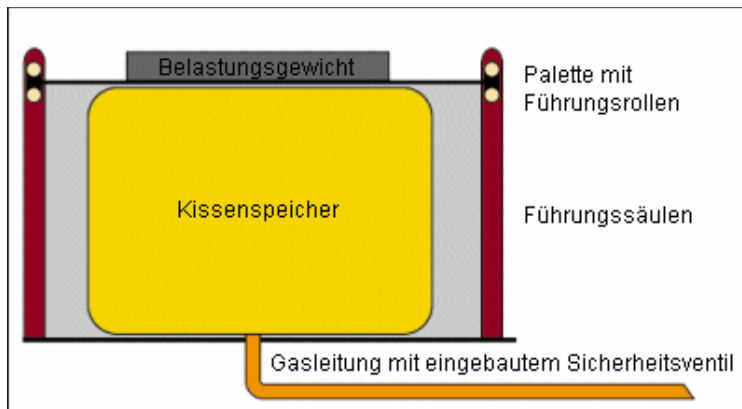 Belastungsgewicht
Palette mit
Führungsrollen
Kissenspeicher
Führungssäulen
Gasleitung mit eingebautem Sicherheitsventil